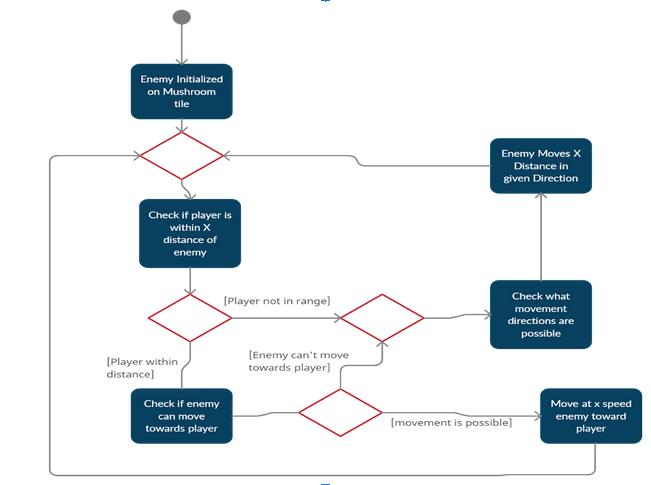 Enemy Initialized
on Mushroom
tile
Enemy Moves X
Distance in
given Direction
Check if player is
within X
distance of
enemy
[Player not in range]
Check what
movement
directions are
possible
[Player within
distance]
[Enemy can't move
towards player]
Check if enemy
can move
towards player
[movement is possible]
Move at x speed
enemy toward
player